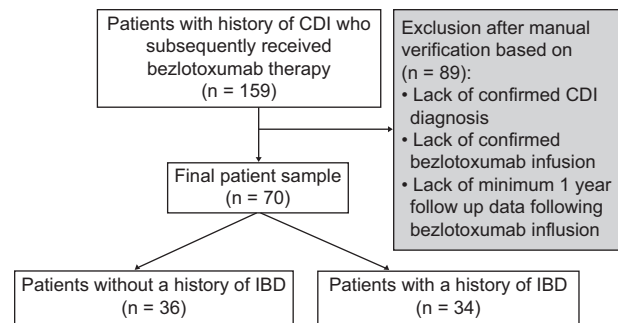 Patients with history of CDI who
subsequently received
bezlotoxumab therapy
(n = 159)
Exclusion after manual
verification based on
(n = 89):
• Lack of confirmed CDI
diagnosis
• Lack of confirmed
bezlotoxumab infusion
• Lack of minimum 1 year
follow up data following
bezlotoxumab influsion
Final patient sample
(n = 70)
Patients without a history of IBD
(n = 36)
Patients with a history of IBD
(n = 34)